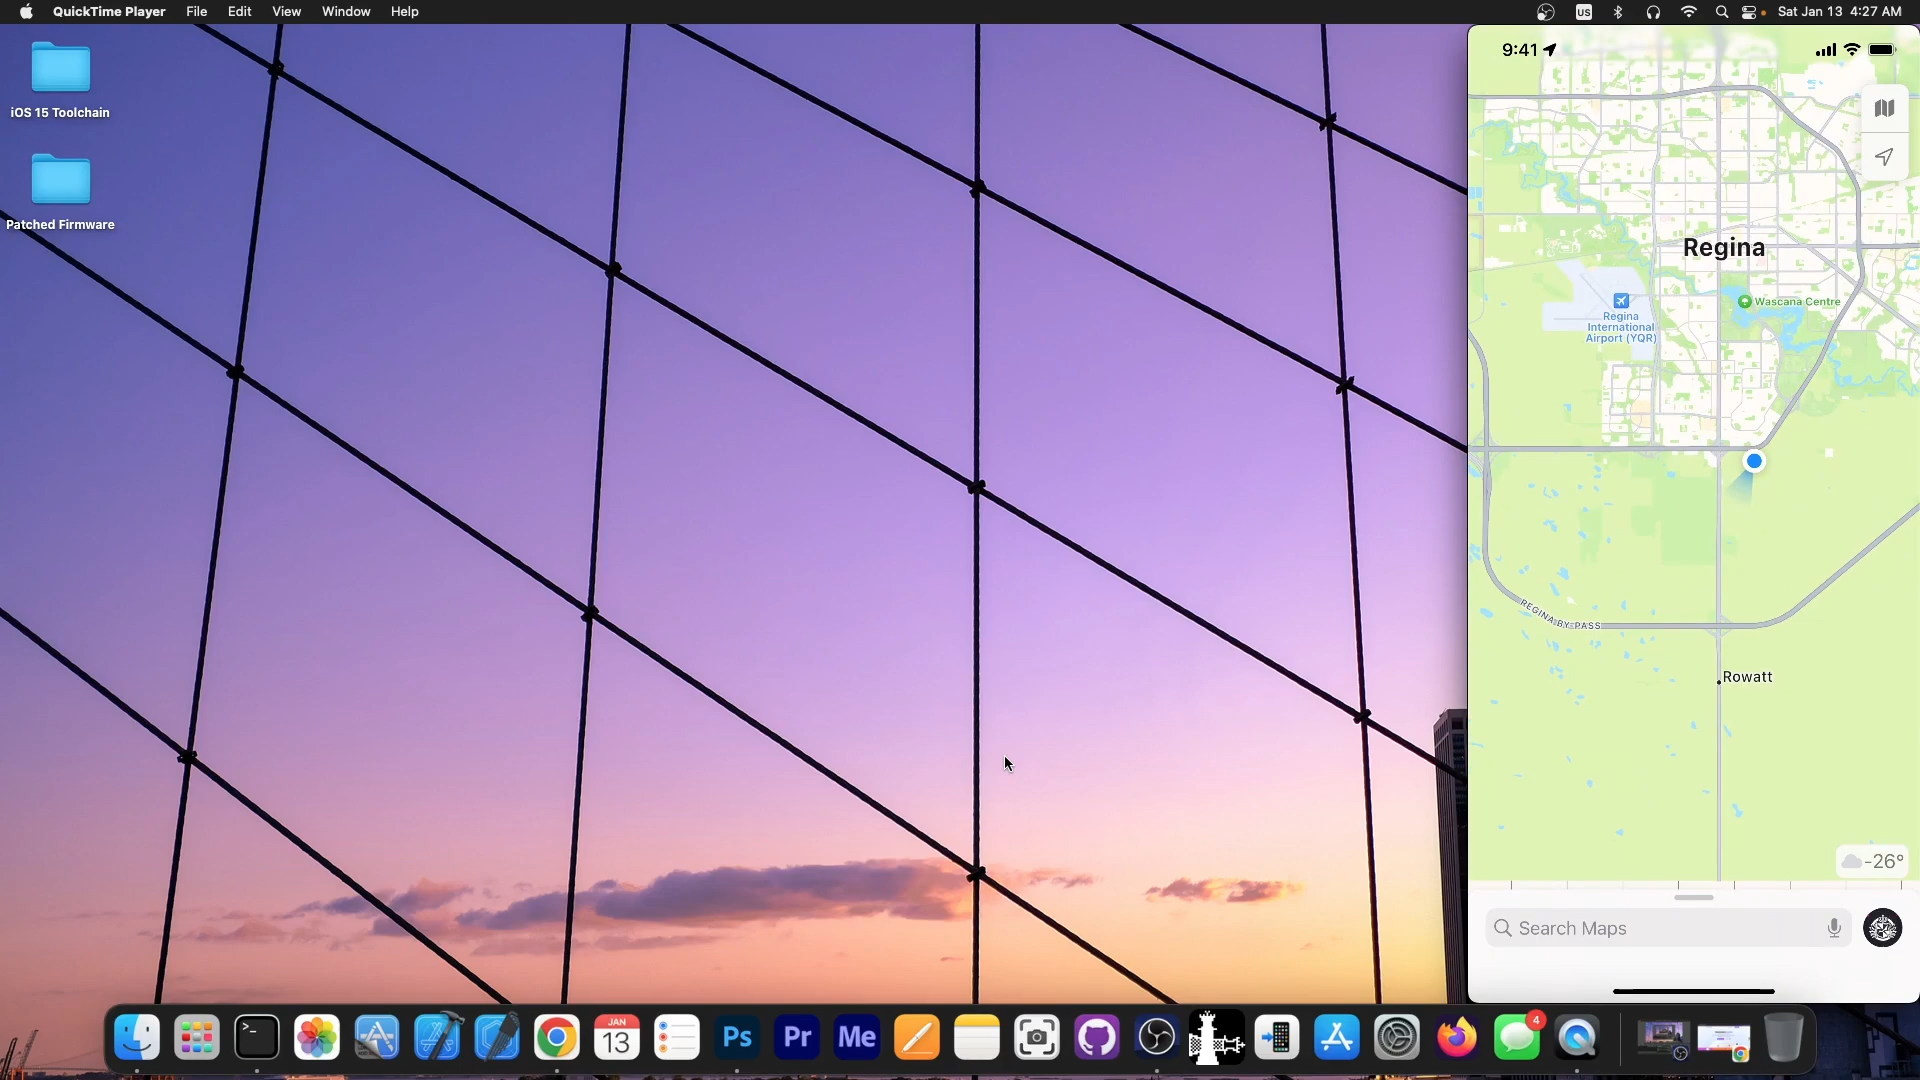 QuickTime Player File Edit View Window Help
US
Sat Jan 13 4:27 AM
iOS 15 Toolchain
Patched Firmware
9:41
Regina
Wascana Centre
Regina
International
Airport (YQR)
REGINA BY PASS
Rowatt
-26°
Search Maps
>_
JAN
13
Ps
Pr
Me
4